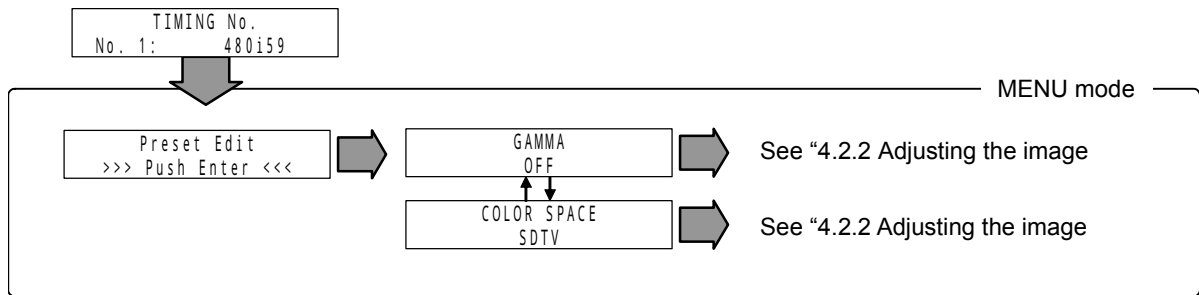 TIMING No.
No. 1: 480i59
MENU mode
Preset Edit
>>> Push Enter <<<
GAMMA
OFF
See “4.2.2 Adjusting the image
COLOR SPACE
SDTV
See “4.2.2 Adjusting the image